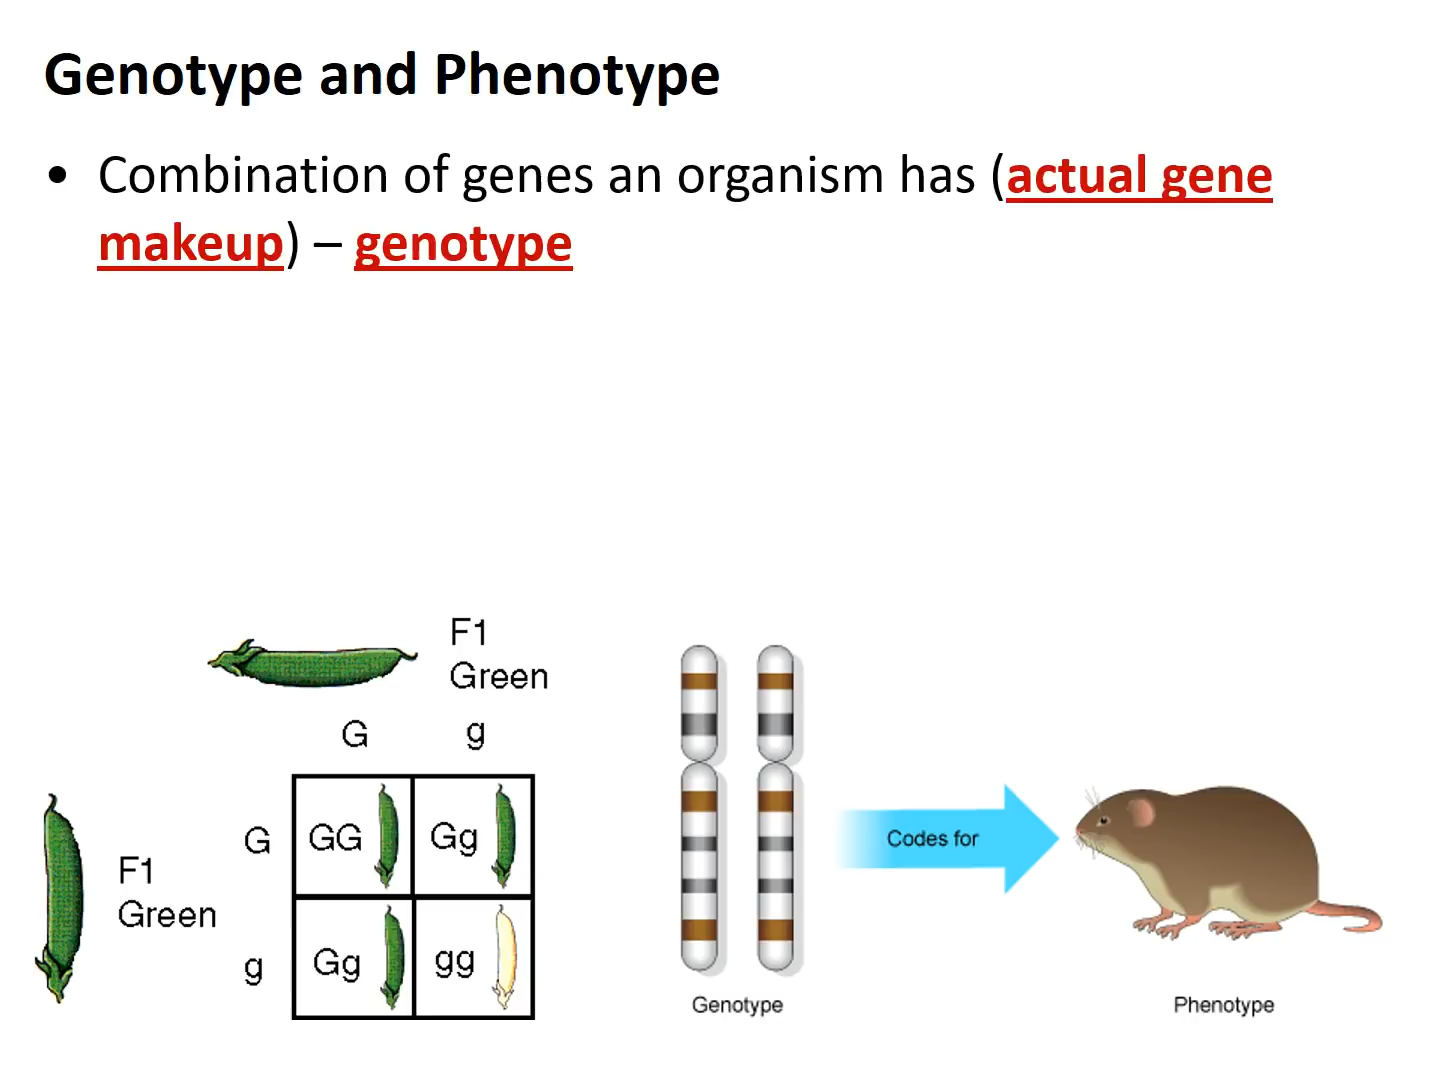 Genotype and Phenotype
• Combination of genes an organism has (actual gene
makeup) – genotype
F1
Green
G g
F1
Green
G GG Gg
g Gg gg
Codes for
Genotype
Phenotype